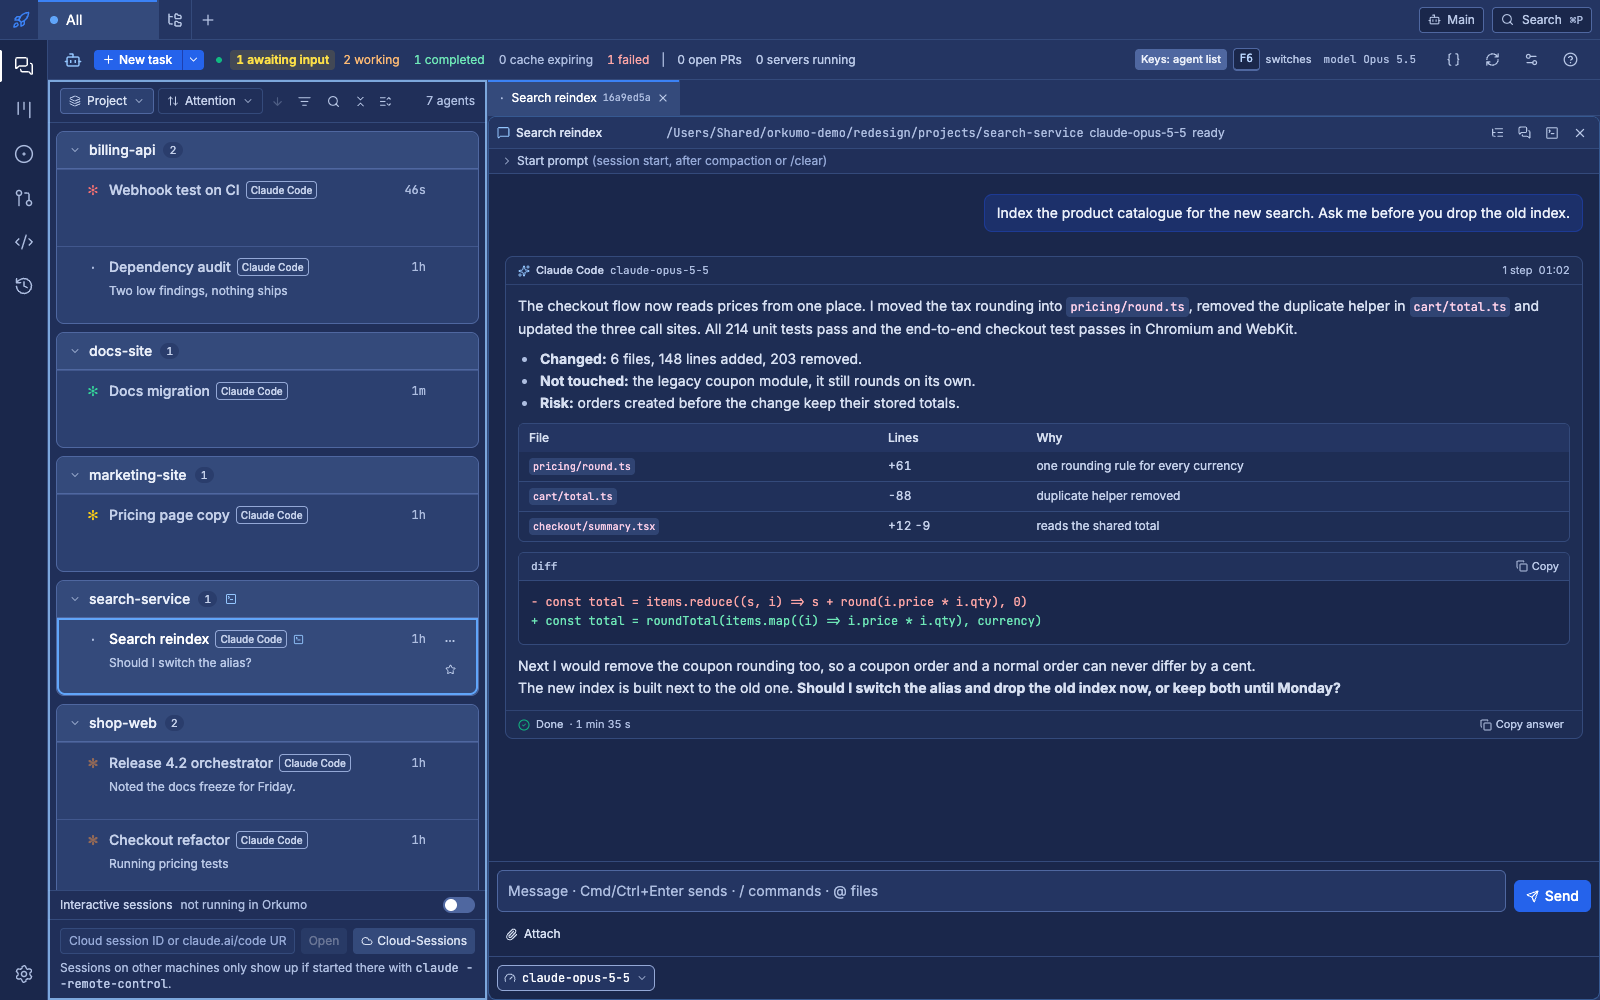 All
Main
Search ⌘P
New task
1 awaiting input
2 working
1 completed
0 cache expiring
1 failed
0 open PRs
0 servers running
Keys: agent list
F6
switches
model Opus 5.5
Project
Attention
7 agents
billing-api 2
Webhook test on CI Claude Code 46s
Dependency audit Claude Code 1h
Two low findings, nothing ships
docs-site 1
Docs migration Claude Code 1m
marketing-site 1
Pricing page copy Claude Code 1h
search-service 1
Search reindex Claude Code 1h
Should I switch the alias?
shop-web 2
Release 4.2 orchestrator Claude Code 1h
Noted the docs freeze for Friday.
Checkout refactor Claude Code 1h
Running pricing tests
Interactive sessions not running in Orkumo
Cloud session ID or claude.ai/code UR
Open
Cloud-Sessions
Sessions on other machines only show up if started there with claude -
-remote-control.
Search reindex 16a9ed5a
Search reindex /Users/Shared/orkumo-demo/redesign/projects/search-service claude-opus-5-5 ready
Start prompt (session start, after compaction or /clear)
Index the product catalogue for the new search. Ask me before you drop the old index.
Claude Code claude-opus-5-5 1 step 01:02
The checkout flow now reads prices from one place. I moved the tax rounding into pricing/round.ts, removed the duplicate helper in cart/total.ts and
updated the three call sites. All 214 unit tests pass and the end-to-end checkout test passes in Chromium and WebKit.
• Changed: 6 files, 148 lines added, 203 removed.
• Not touched: the legacy coupon module, it still rounds on its own.
• Risk: orders created before the change keep their stored totals.
File Lines Why
pricing/round.ts +61 one rounding rule for every currency
cart/total.ts -88 duplicate helper removed
checkout/summary.tsx +12 -9 reads the shared total
diff Copy
- const total = items.reduce((s, i) => s + round(i.price * i.qty), 0)
+ const total = roundTotal(items.map((i) => i.price * i.qty), currency)
Next I would remove the coupon rounding too, so a coupon order and a normal order can never differ by a cent.
The new index is built next to the old one. Should I switch the alias and drop the old index now, or keep both until Monday?
Done · 1 min 35 s
Copy answer
Message · Cmd/Ctrl+Enter sends · / commands · @ files
Send
Attach
claude-opus-5-5